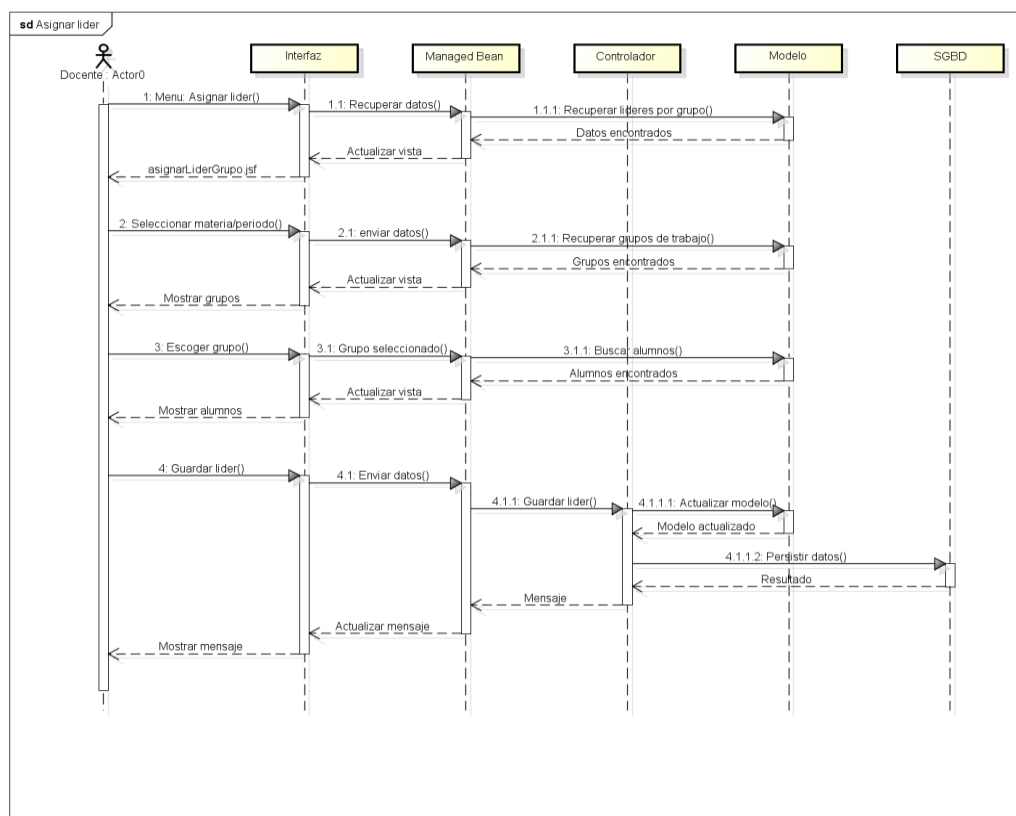 sd Asignar lider
Docente : Actor0
Interfaz
Managed Bean
Controlador
Modelo
SGBD
1: Menu: Asignar lider()
1.1: Recuperar datos()
1.1.1: Recuperar lideres por grupo()
Datos encontrados
Actualizar vista
asignarLiderGrupo.jsf
2: Seleccionar materia/periodo()
2.1: enviar datos()
2.1.1: Recuperar grupos de trabajo()
Grupos encontrados
Actualizar vista
Mostrar grupos
3: Escoger grupo()
3.1: Grupo seleccionado()
3.1.1: Buscar alumnos()
Alumnos encontrados
Actualizar vista
Mostrar alumnos
4: Guardar lider()
4.1: Enviar datos()
4.1.1: Guardar lider()
4.1.1.1: Actualizar modelo()
Modelo actualizado
4.1.1.2: Persistir datos()
Resultado
Mensaje
Actualizar mensaje
Mostrar mensaje